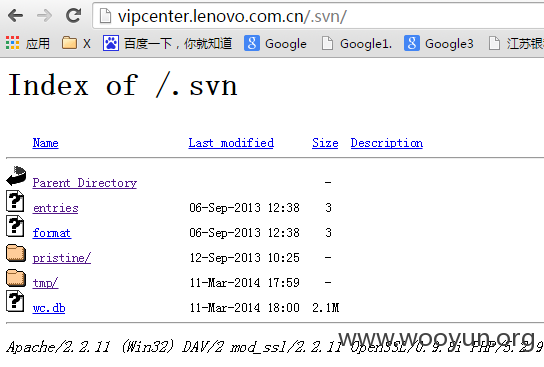 vipcenter.lenovo.com.cn/.svn/
应用 X 百度一下，你就知道 Google Google1. Google3 江苏银
Index of /.svn
Name Last modified Size Description
Parent Directory -
entries 06-Sep-2013 12:38 3
format 06-Sep-2013 12:38 3
pristine/ 12-Sep-2013 10:25 -
tmp/ 11-Mar-2014 17:59 -
wc.db 11-Mar-2014 18:00 2.1M
www.wooyun.org
Apache/2.2.11 (Win32) DAV/2 mod_ssl/2.2.11 OpenSSL/0.9.8i PHP/5.2.9